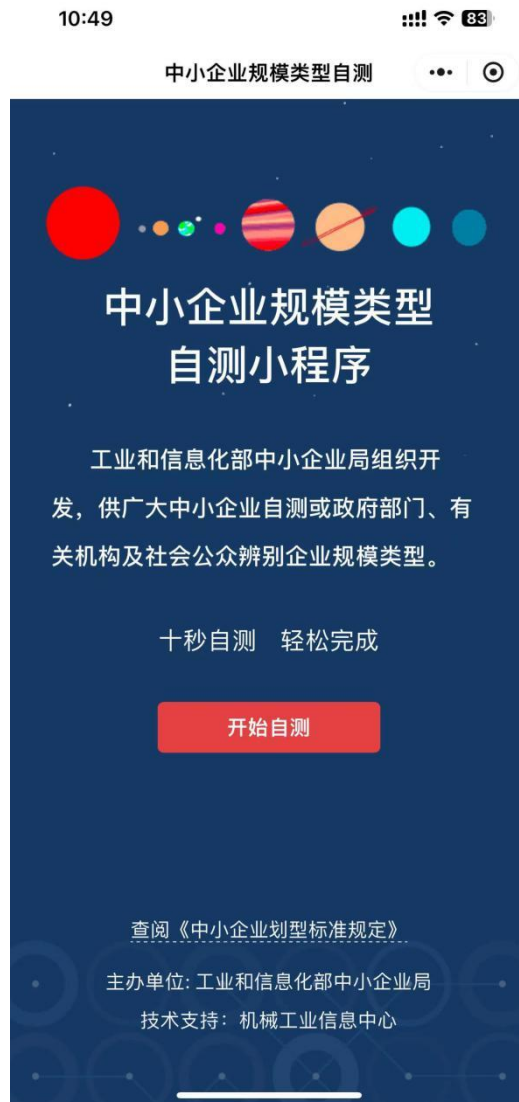 10:49
83
中小企业规模类型自测
中小企业规模类型
自测小程序
工业和信息化部中小企业局组织开
发，供广大中小企业自测或政府部门、有
关机构及社会公众辨别企业规模类型。
十秒自测 轻松完成
开始自测
查阅《中小企业划型标准规定》
主办单位: 工业和信息化部中小企业局
技术支持：机械工业信息中心